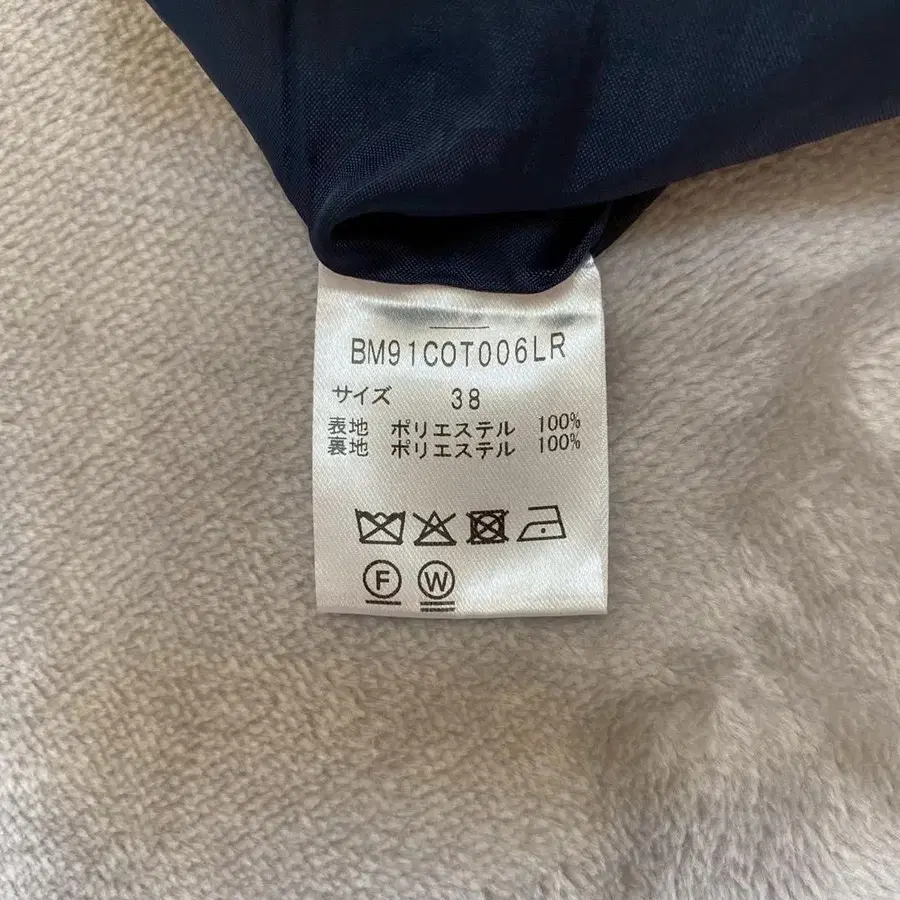 BM91COT006LR
サイズ 38
表地 ポリエステル 100%
裏地 ポリエステル 100%
F W